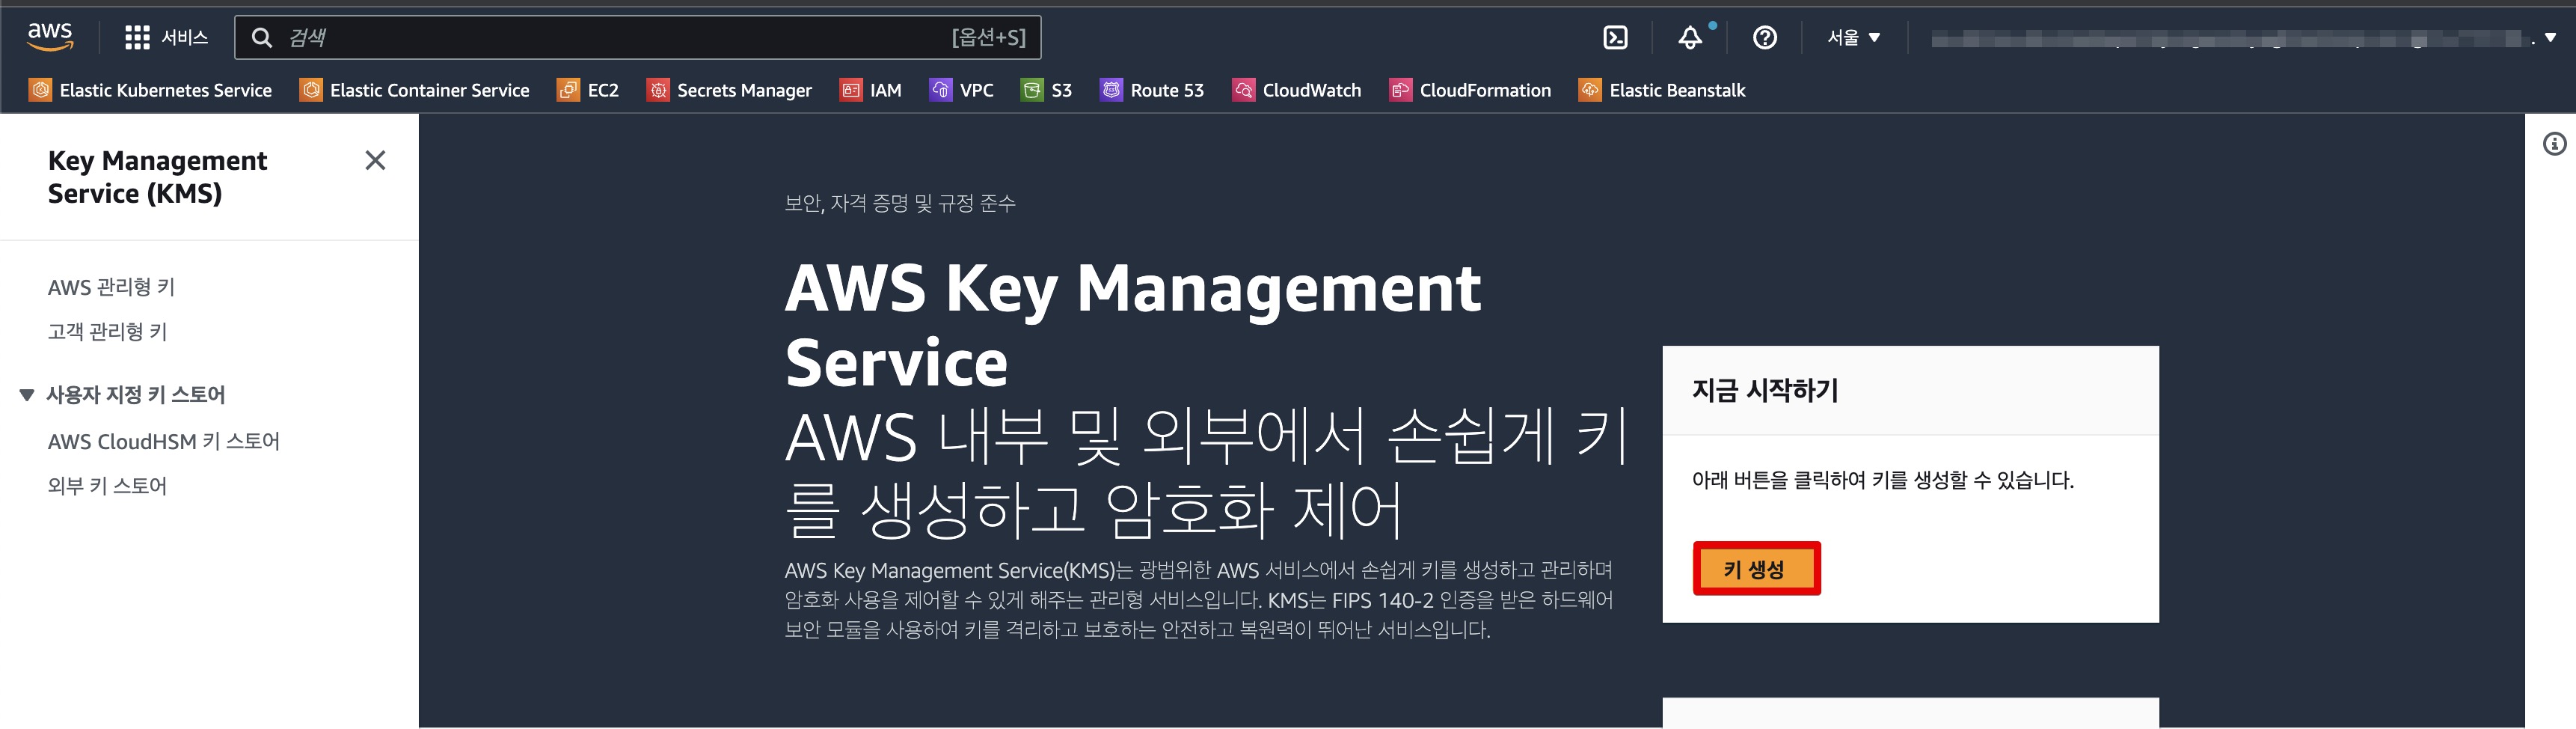 aws
서비스
검색
[옵션+S]
서울
Elastic Kubernetes Service
Elastic Container Service
EC2
Secrets Manager
IAM
VPC
S3
Route 53
CloudWatch
CloudFormation
Elastic Beanstalk
Key Management
Service (KMS)
AWS 관리형 키
고객 관리형 키
사용자 지정 키 스토어
AWS CloudHSM 키 스토어
외부 키 스토어
보안, 자격 증명 및 규정 준수
AWS Key Management
Service
AWS 내부 및 외부에서 손쉽게 키
를 생성하고 암호화 제어
AWS Key Management Service(KMS)는 광범위한 AWS 서비스에서 손쉽게 키를 생성하고 관리하며
암호화 사용을 제어할 수 있게 해주는 관리형 서비스입니다. KMS는 FIPS 140-2 인증을 받은 하드웨어
보안 모듈을 사용하여 키를 격리하고 보호하는 안전하고 복원력이 뛰어난 서비스입니다.
지금 시작하기
아래 버튼을 클릭하여 키를 생성할 수 있습니다.
키 생성